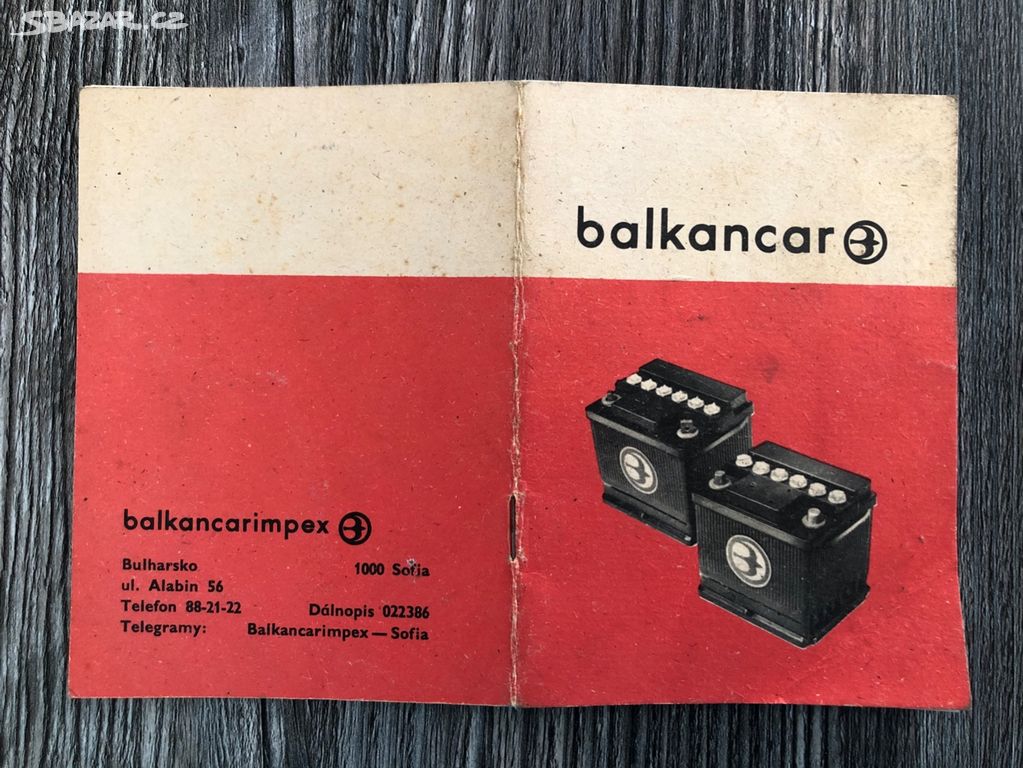 SBAZAR.CZ
balkancar
balkancarimpex
Bulharsko 1000 Sofia
ul. Alabin 56
Telefon 88-21-22 Dálnopis 022386
Telegramy: Balkancarimpex — Sofia